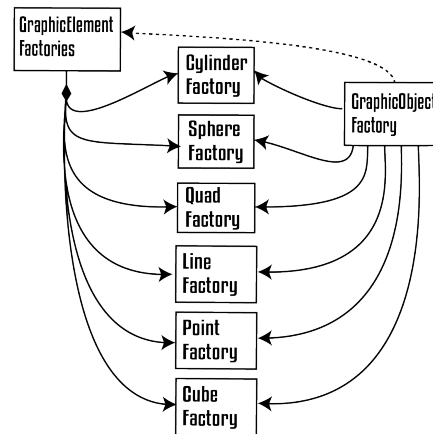 GraphicElement
Factories
Cylinder
Factory
GraphicObject
Factory
Sphere
Factory
Quad
Factory
Line
Factory
Point
Factory
Cube
Factory